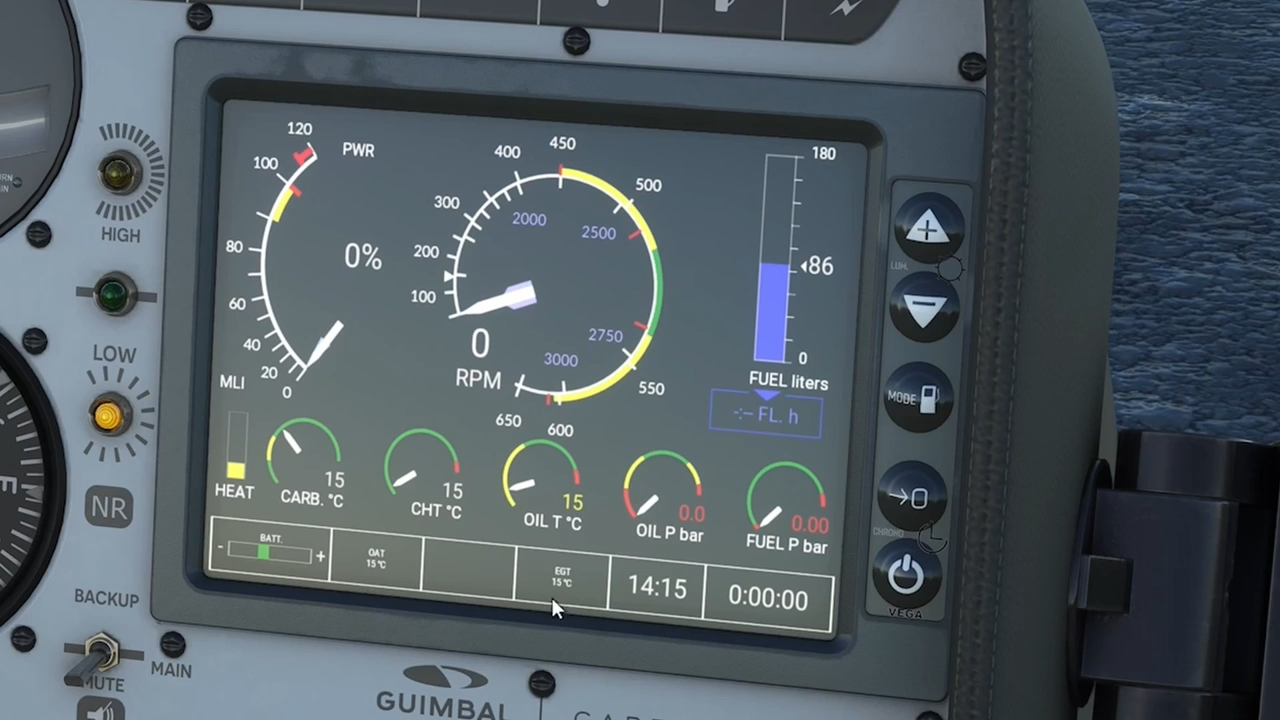 HIGH
LOW
NR
BACKUP
MAIN
MUTE
120
100
80
60
40
20
0
PWR
0%
MLI
HEAT
450
400
500
300
200
100
2000
2500
2750
3000
0
RPM
550
600
650
180
86
0
FUEL liters
-:-- FL. h
15
CARB. °C
15
CHT °C
15
OIL T °C
0.0
OIL P bar
0.00
FUEL P bar
BATT.
- +
OAT
15°C
EGT
15°C
14:15
0:00:00
LUM.
MODE
→0
CHRONO
VEGA
GUIMBAL